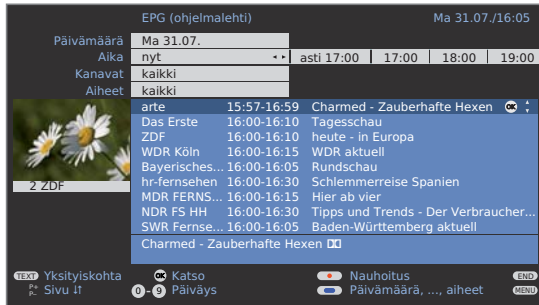 EPG (ohjelmalehti) Ma 31.07./16:05
Päivämäärä Ma 31.07.
Aika nyt asti 17:00 17:00 18:00 19:00
Kanavat kaikki
Aiheet kaikki
arte 15:57-16:59 Charmed - Zauberhafte Hexen OK
Das Erste 16:00-16:10 Tagesschau
ZDF 16:00-16:10 heute - in Europa
WDR Köln 16:00-16:15 WDR aktuell
Bayerisches... 16:00-16:05 Rundschau
hr-fernsehen 16:00-16:30 Schlemmerreise Spanien
2 ZDF
MDR FERNS... 16:00-16:15 Hier ab vier
NDR FS HH 16:00-16:30 Tipps und Trends - Der Verbraucher...
SWR Fernse... 16:00-16:05 Baden-Württemberg aktuell
Charmed - Zauberhafte Hexen
TEXT Yksityiskohta OK Katso Nauhoitus END
P+ P- Sivu 0-9 Päiväys Päivämäärä, ..., aiheet MENU